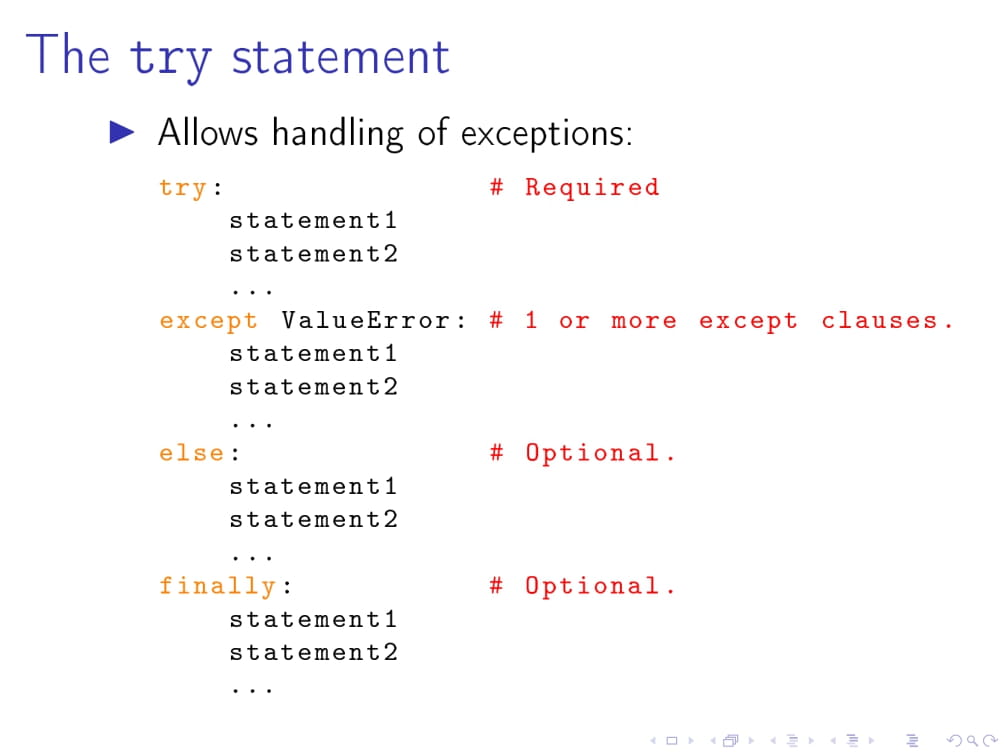 The try statement
Allows handling of exceptions:
try: # Required
statement1
statement2
...
except ValueError: # 1 or more except clauses.
statement1
statement2
...
else: # Optional.
statement1
statement2
...
finally: # Optional.
statement1
statement2
...